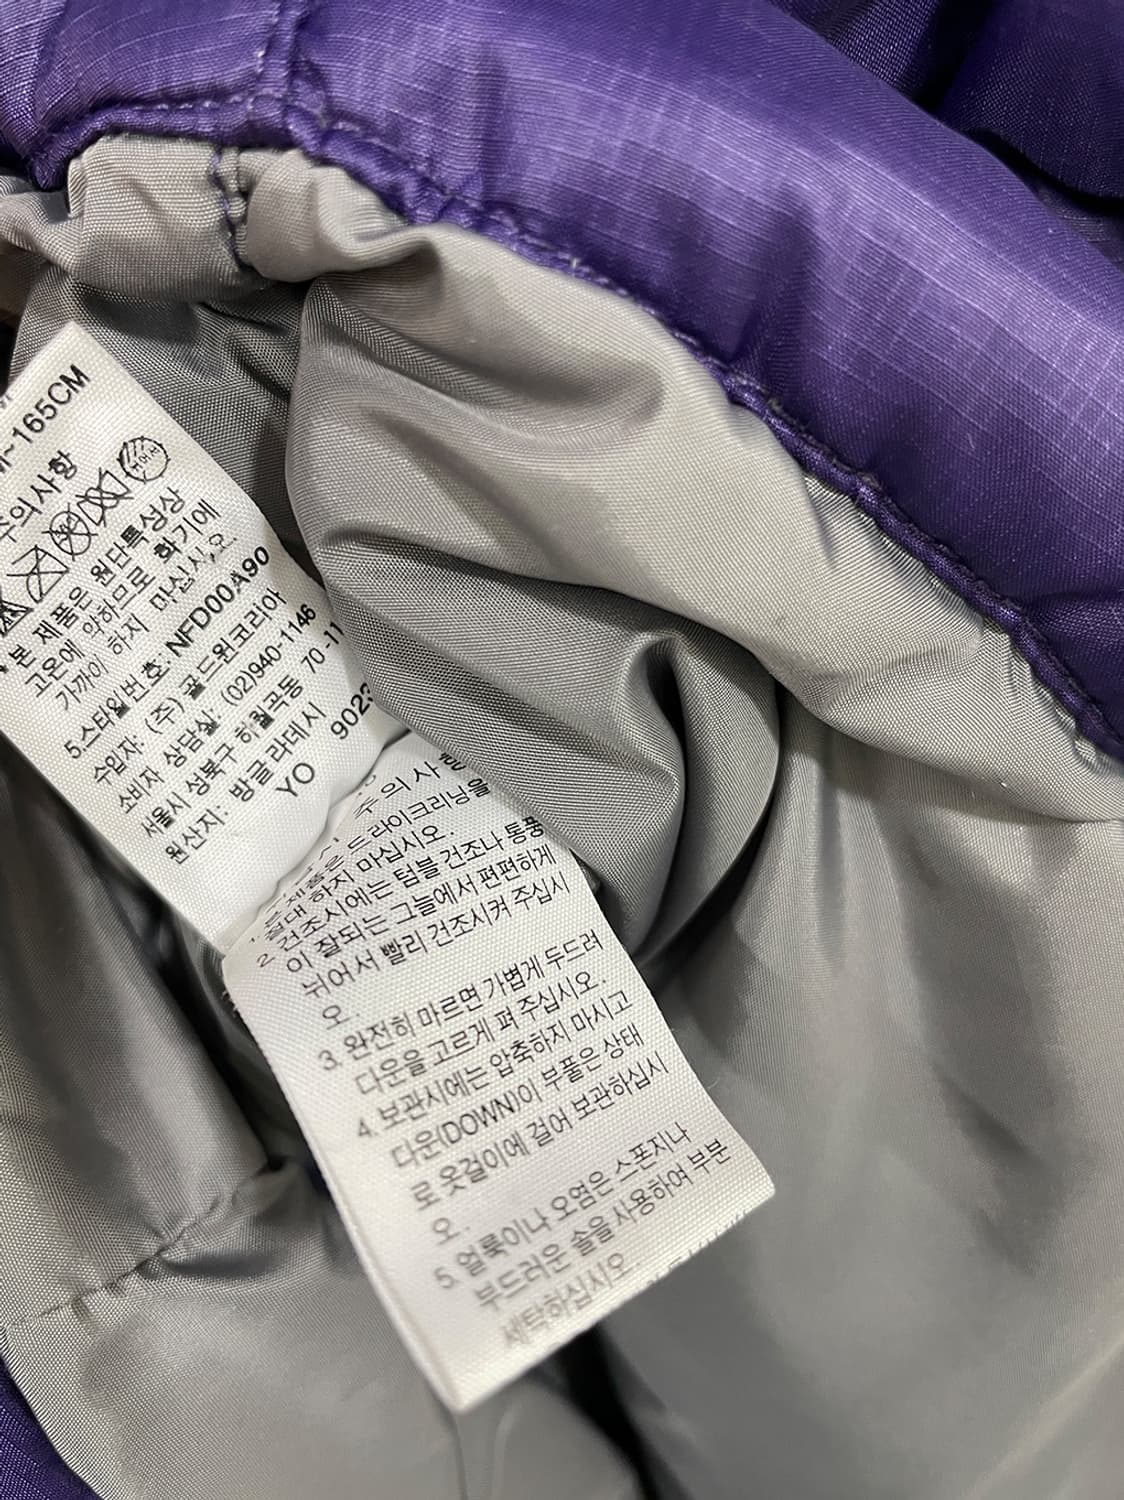 ~165CM
주의사항
본 제품은 원단특성상
고온에 약하므로 화기에
가까이 하지 마십시오.
5.스타일번호: NFD00A90
수입자: (주) 골드윈코리아
소비자 상담실: (02)940-1146
서울시 성북구 하월곡동 70-11
원산지: 방글라데시
YO
9023
주의사항
본제품은 드라이크리닝을
절대 하지 마십시오.
2. 건조시에는 텀블 건조나 통풍
이 잘되는 그늘에서 편편하게
뉘어서 빨리 건조시켜 주십시
오.
3. 완전히 마르면 가볍게 두드려
다운을 고르게 펴 주십시오.
4. 보관시에는 압축하지 마시고
다운(DOWN)이 부풀은 상태
로 옷걸이에 걸어 보관하십시
오.
5. 얼룩이나 오염은 스폰지나
부드러운 솔을 사용하여 부분
세탁하십시오.